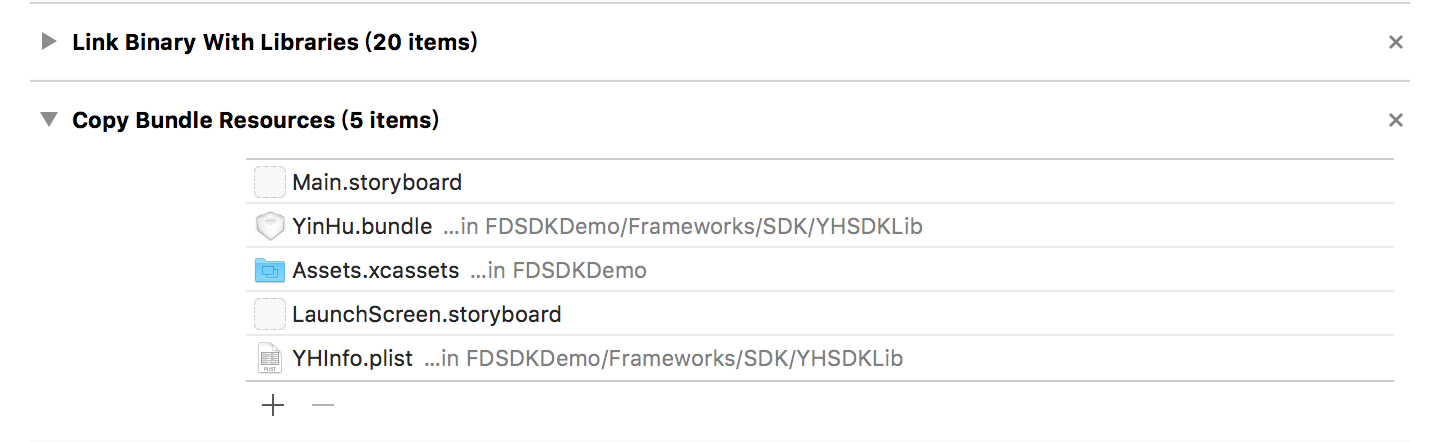 Link Binary With Libraries (20 items)
Copy Bundle Resources (5 items)
Main.storyboard
YinHu.bundle ...in FDSDKDemo/Frameworks/SDK/YHSDKLib
Assets.xcassets ...in FDSDKDemo
LaunchScreen.storyboard
YHInfo.plist ...in FDSDKDemo/Frameworks/SDK/YHSDKLib